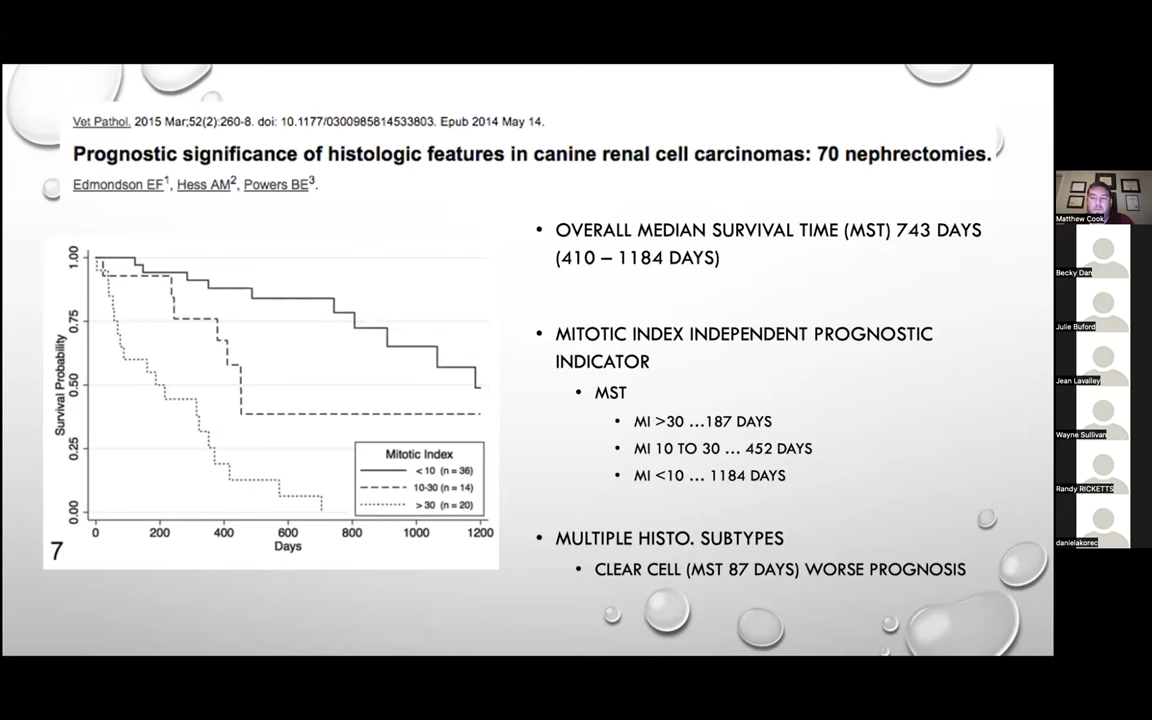 Vet Pathol. 2015 Mar;52(2):260-8. doi: 10.1177/0300985814533803. Epub 2014 May 14.
Prognostic significance of histologic features in canine renal cell carcinomas: 70 nephrectomies.
Edmondson EF1, Hess AM2, Powers BE3.
Survival Probability
1.00
0.75
0.50
0.25
0.00
Mitotic Index
< 10 (n = 36)
10-30 (n = 14)
> 30 (n = 20)
0 200 400 600 800 1000 1200
Days
7
• OVERALL MEDIAN SURVIVAL TIME (MST) 743 DAYS
(410 – 1184 DAYS)
• MITOTIC INDEX INDEPENDENT PROGNOSTIC
INDICATOR
• MST
• MI >30 …187 DAYS
• MI 10 TO 30 … 452 DAYS
• MI <10 … 1184 DAYS
• MULTIPLE HISTO. SUBTYPES
• CLEAR CELL (MST 87 DAYS) WORSE PROGNOSIS
Matthew Cook
Becky Dan
Julie Buford
Jean Lavalley
Wayne Sullivan
Randy RICKETTS
danielakorec